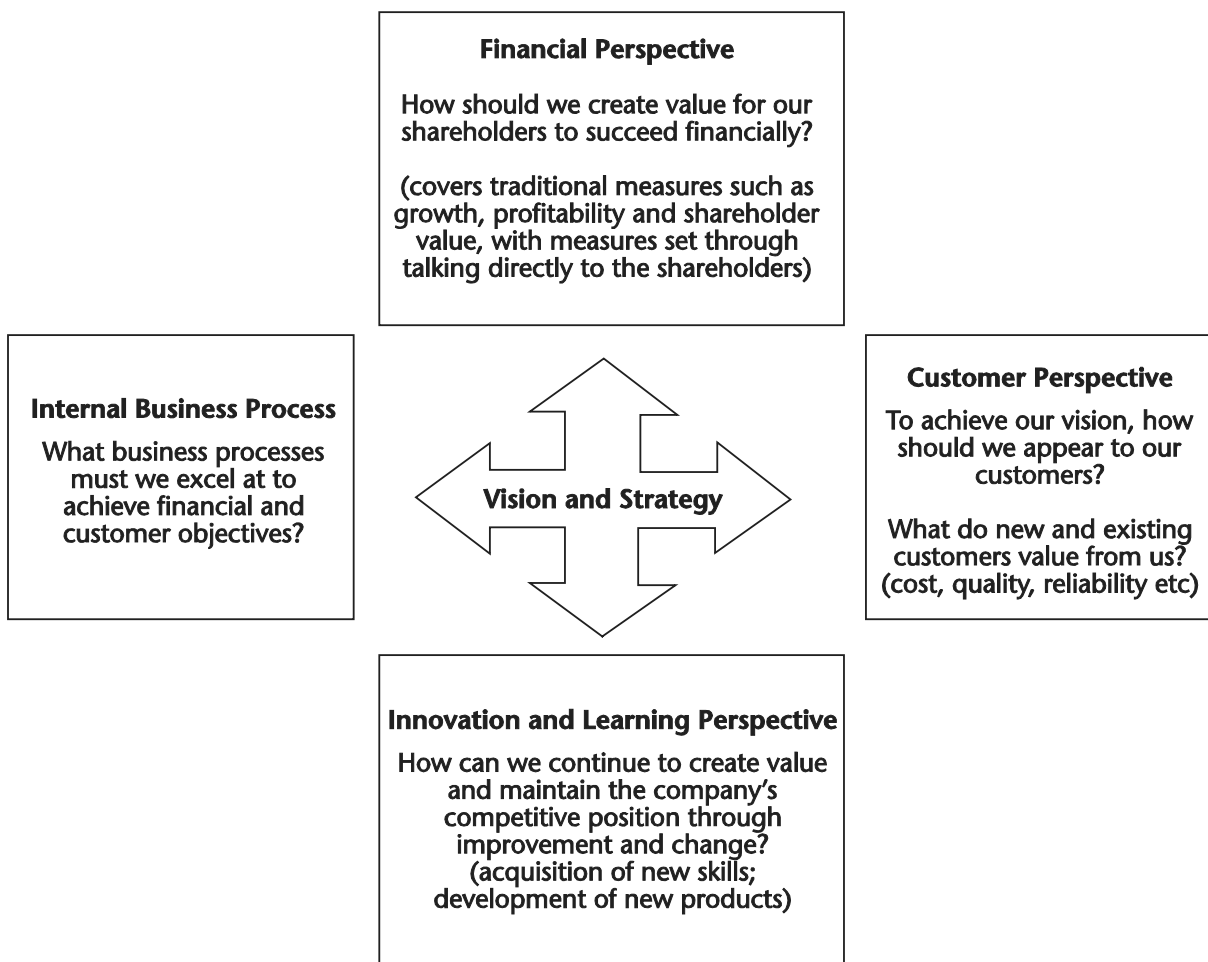 Financial Perspective
How should we create value for our
shareholders to succeed financially?
(covers traditional measures such as
growth, profitability and shareholder
value, with measures set through
talking directly to the shareholders)
Internal Business Process
What business processes
must we excel at to
achieve financial and
customer objectives?
Vision and Strategy
Customer Perspective
To achieve our vision, how
should we appear to our
customers?
What do new and existing
customers value from us?
(cost, quality, reliability etc)
Innovation and Learning Perspective
How can we continue to create value
and maintain the company’s
competitive position through
improvement and change?
(acquisition of new skills;
development of new products)